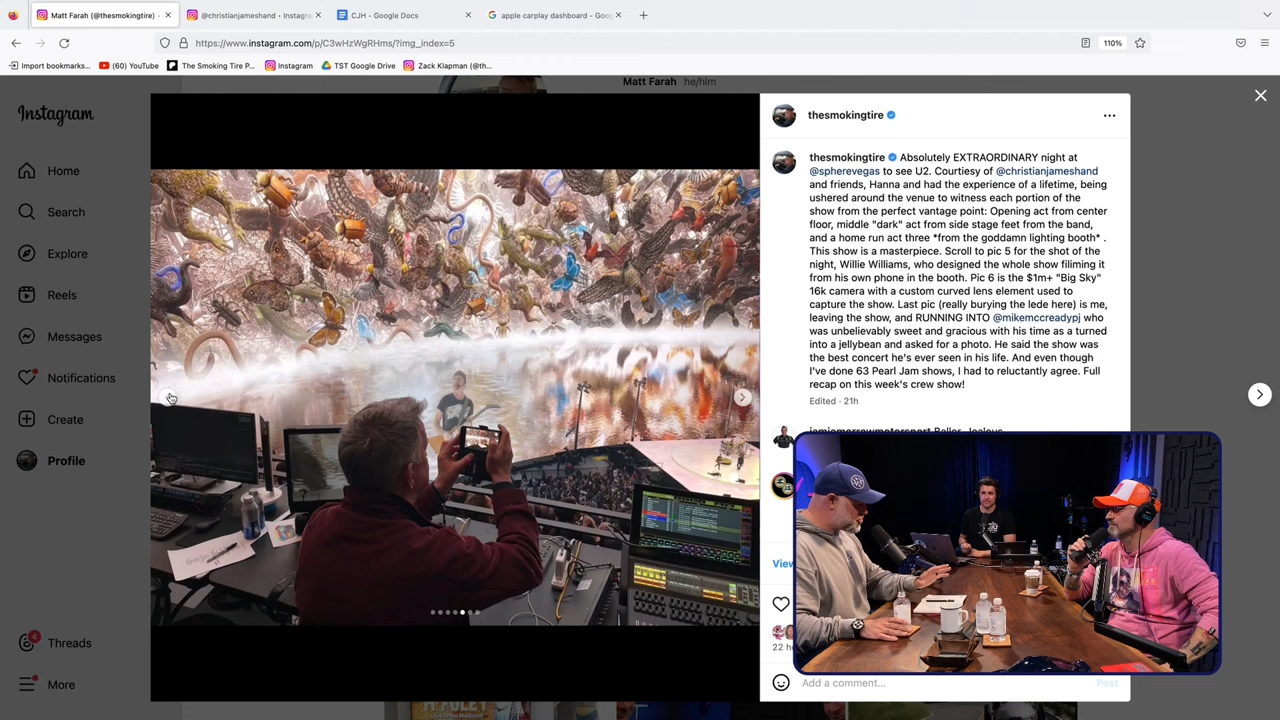 Matt Farah (@thesmokingtire) •
@christianjameshand • Instagra
CJH - Google Docs
apple carplay dashboard - Goo
https://www.instagram.com/p/C3wHzWgRHms/?img_index=5
110%
Import bookmarks...
(60) YouTube
The Smoking Tire P...
Instagram
TST Google Drive
Zack Klapman (@th...
Matt Farah he/him
Instagram
Home
Search
Explore
Reels
Messages
Notifications
Create
Profile
4
Threads
More
thesmokingtire
thesmokingtire Absolutely EXTRAORDINARY night at
@spherevegas to see U2. Courtiesy of @christianjameshand
and friends, Hanna and had the experience of a lifetime, being
ushered around the venue to witness each portion of the
show from the perfect vantage point: Opening act from center
floor, middle "dark" act from side stage feet from the band,
and a home run act three *from the goddamn lighting booth* .
This show is a masterpiece. Scroll to pic 5 for the shot of the
night, Willie Williams, who designed the whole show filiming it
from his own phone in the booth. Pic 6 is the $1m+ "Big Sky"
16k camera with a custom curved lens element used to
capture the show. Last pic (really burying the lede here) is me,
leaving the show, and RUNNING INTO @mikemccreadypj who
was unbelievably sweet and gracious with his time as a turned
into a jellybean and asked for a photo. He said the show was
the best concert he's ever seen in his life. And even though
I've done 63 Pearl Jam shows, I had to reluctantly agree. Full
recap on this week's crew show!
Edited · 21h
jamiemorrowmotorsport Baller. Jealous
View
22 h
Add a comment...
Post